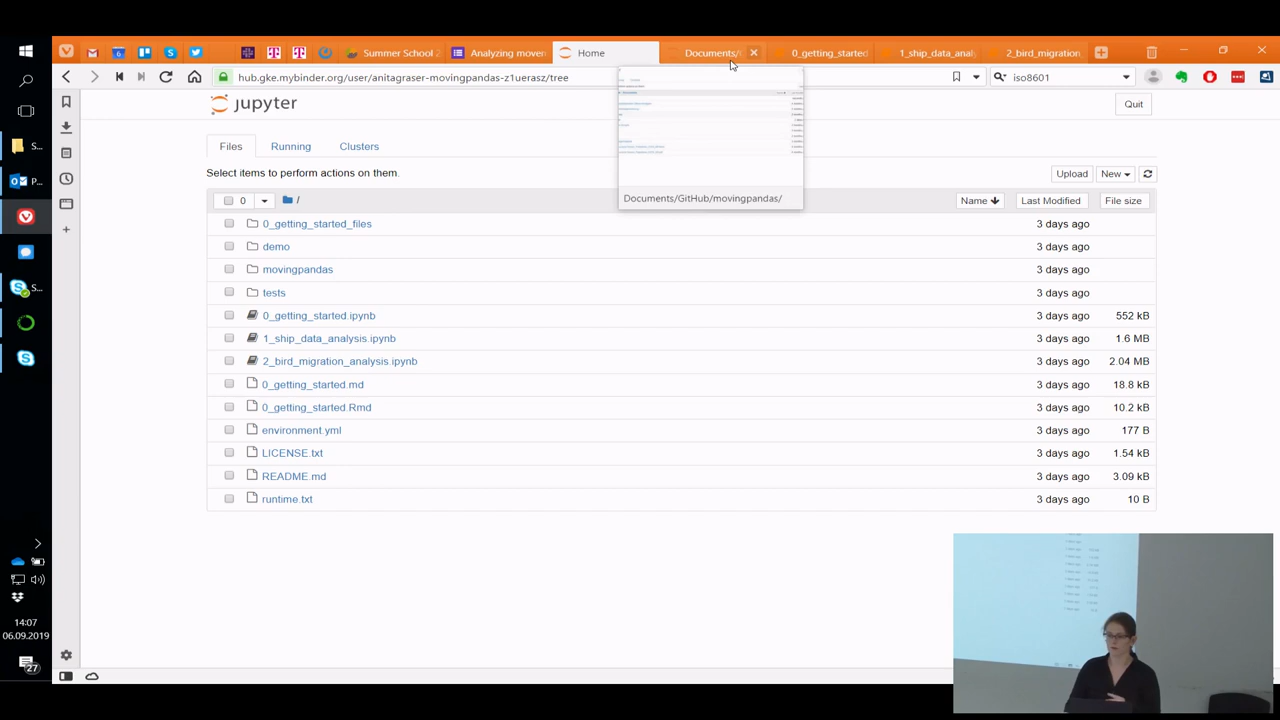 Summer School 2
Analyzing mover
Home
Documents/
0_getting_started
1_ship_data_anal
2_bird_migration_
hub.gke.mybinder.org/user/anitagraser-movingpandas-z1uerasz/tree
iso8601
jupyter
Quit
Files
Running
Clusters
Select items to perform actions on them.
Upload
New
0
/
Name
Last Modified
File size
Documents/GitHub/movingpandas/
0_getting_started_files
3 days ago
demo
3 days ago
movingpandas
3 days ago
tests
3 days ago
0_getting_started.ipynb
3 days ago
552 kB
1_ship_data_analysis.ipynb
3 days ago
1.6 MB
2_bird_migration_analysis.ipynb
3 days ago
2.04 MB
0_getting_started.md
3 days ago
18.8 kB
0_getting_started.Rmd
3 days ago
10.2 kB
environment.yml
3 days ago
177 B
LICENSE.txt
3 days ago
1.54 kB
README.md
3 days ago
3.09 kB
runtime.txt
3 days ago
10 B
S...
P...
S...
14:07
06.09.2019
27